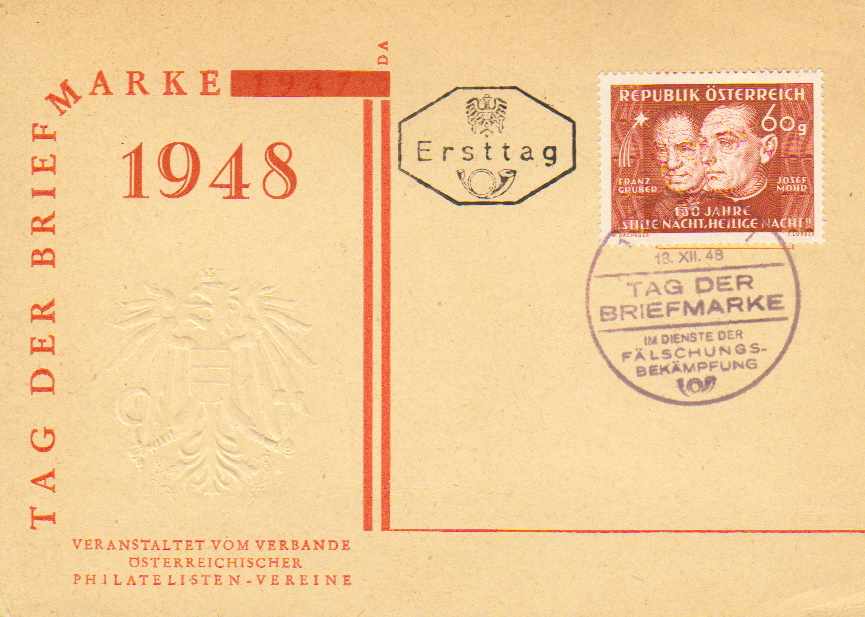 TAG DER BRIEFMARKE 1947
DA
1948
VERANSTALTET VOM VERBANDE
ÖSTERREICHISCHER
PHILATELISTEN-VEREINE
Ersttag
REPUBLIK ÖSTERREICH
60g
FRANZ
GRUBER
JOSEF
MOHR
130 JAHRE
"STILLE NACHT, HEILIGE NACHT"
18. XII. 48
TAG DER
BRIEFMARKE
IM DIENSTE DER
FÄLSCHUNGS-
BEKÄMPFUNG